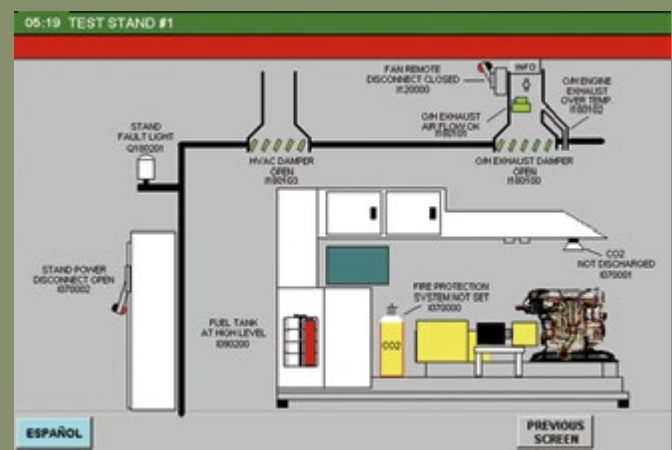 05:19 TEST STAND #1
INFO
FAN REMOTE
DISCONNECT CLOSED
I120000
O/H ENGINE
EXHAUST
OVER TEMP.
I180102
O/H EXHAUST
AIR FLOW OK
I180101
STAND
FAULT LIGHT
Q180201
HVAC DAMPER
OPEN
I180103
O/H EXHAUST DAMPER
OPEN
I180100
CO2
NOT DISCHARGED
I070001
STAND POWER
DISCONNECT OPEN
I070002
FIRE PROTECTION
SYSTEM NOT SET
I070000
FUEL TANK
AT HIGH LEVEL
I090200
CO2
ESPAÑOL
PREVIOUS
SCREEN